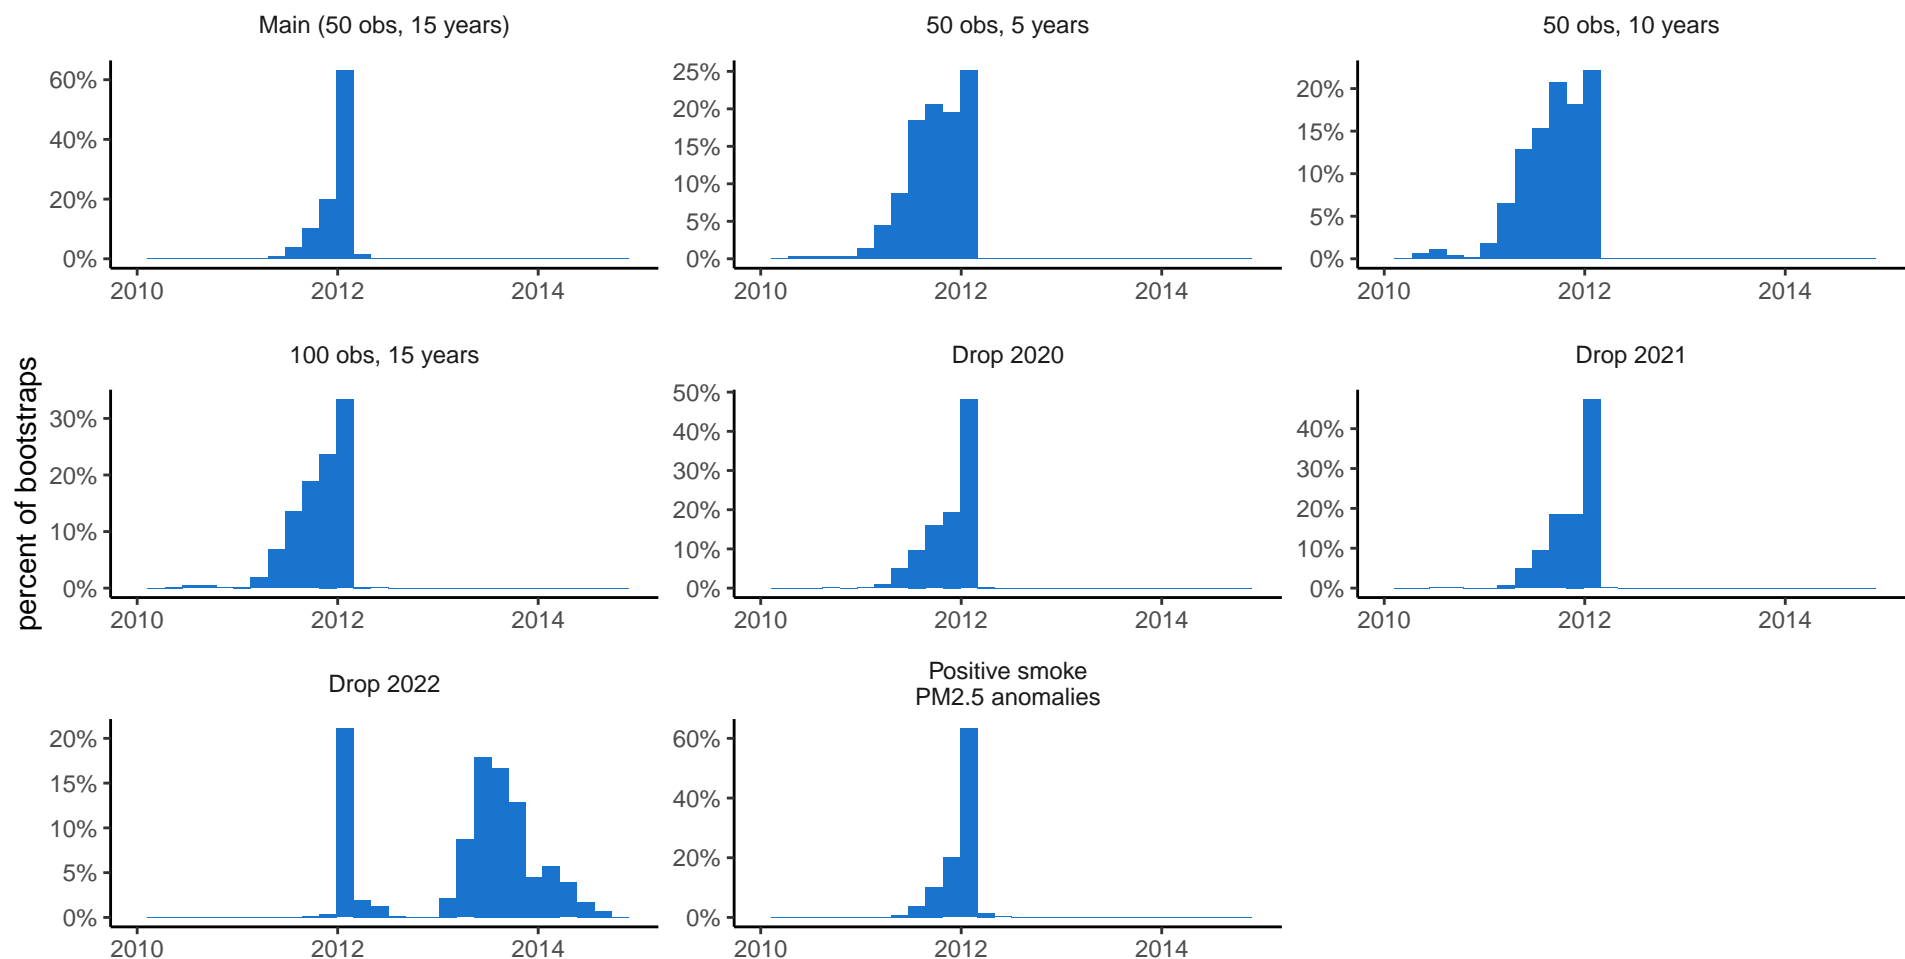 Main (50 obs, 15 years)
50 obs, 5 years
50 obs, 10 years
60%
40%
20%
0%
2010 2012 2014
25%
20%
15%
10%
5%
0%
2010 2012 2014
20%
15%
10%
5%
0%
2010 2012 2014
percent of bootstraps
100 obs, 15 years
Drop 2020
Drop 2021
30%
20%
10%
0%
2010 2012 2014
50%
40%
30%
20%
10%
0%
2010 2012 2014
40%
30%
20%
10%
0%
2010 2012 2014
Drop 2022
Positive smoke
PM2.5 anomalies
20%
15%
10%
5%
0%
2010 2012 2014
60%
40%
20%
0%
2010 2012 2014